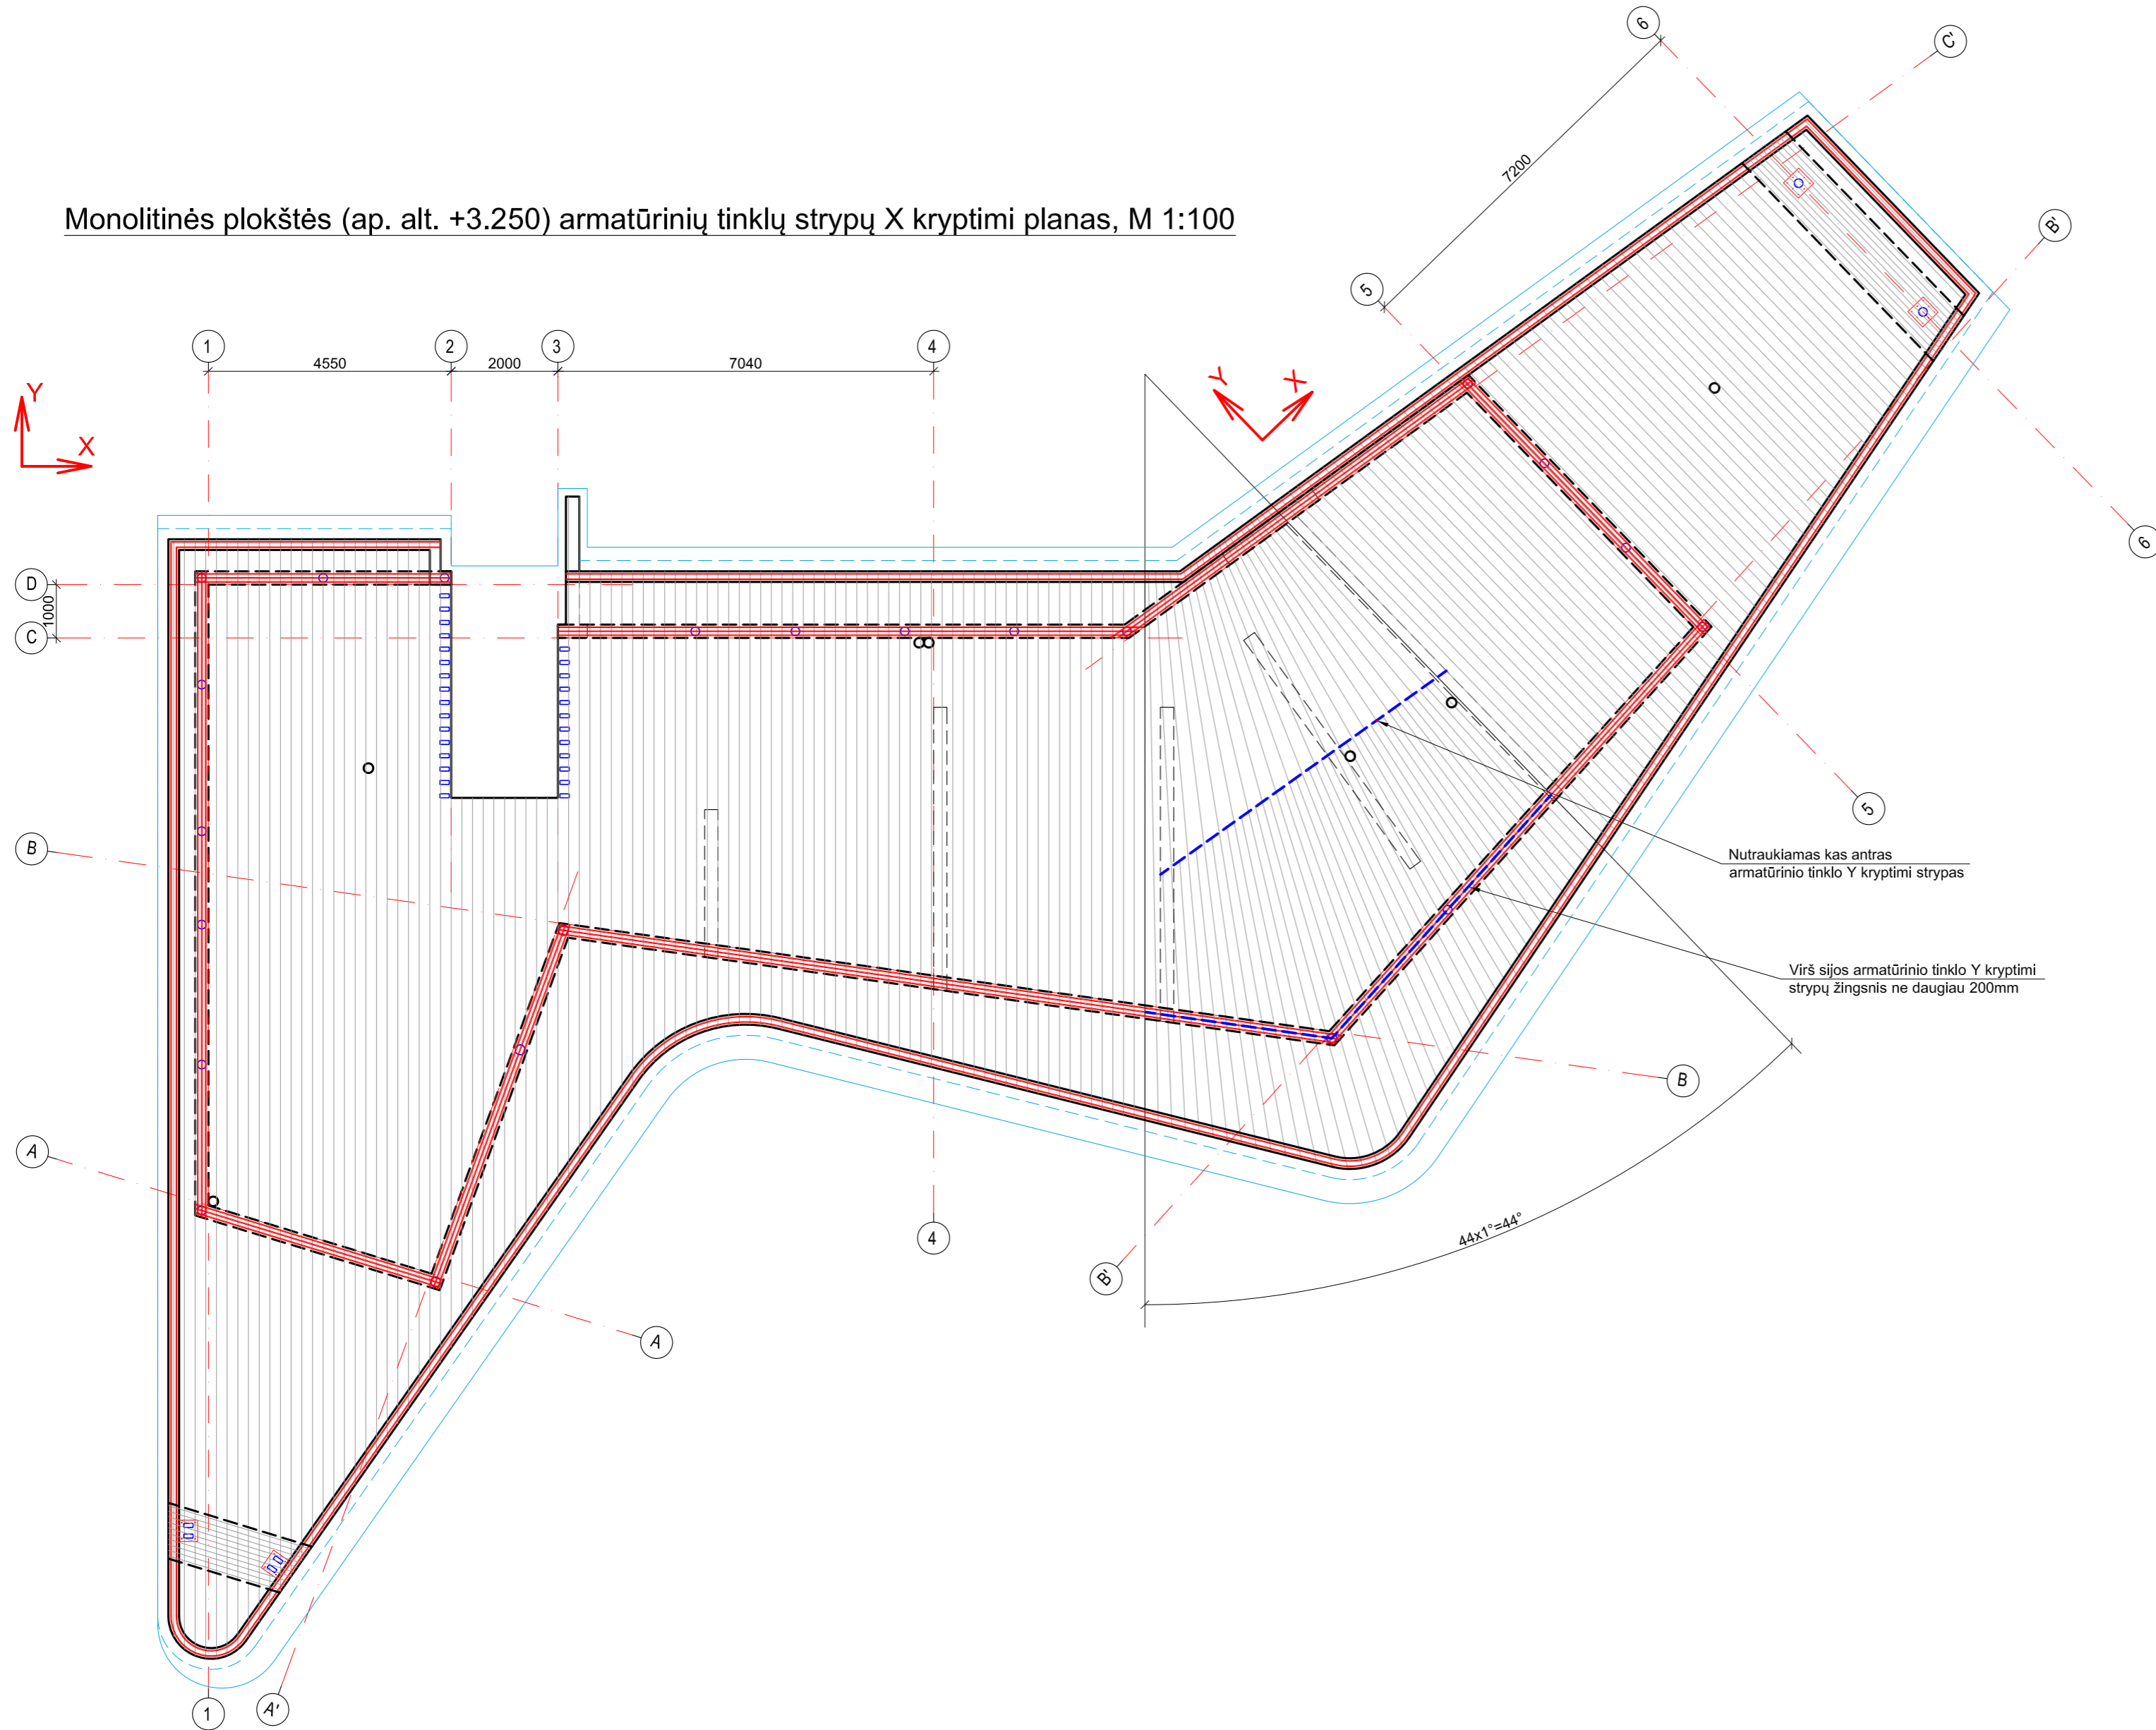 6
C'
7200
Monolitinės plokštės (ap. alt. +3.250) armatūrinių tinklų strypų X kryptimi planas, M 1:100
B'
5
1
2
3
4
4550
2000
7040
Y
X
Y
X
6
D
1000
C
5
B
Nutraukiamas kas antras
armatūrinio tinklo Y kryptimi strypas
Virš sijos armatūrinio tinklo Y kryptimi
strypų žingsnis ne daugiau 200mm
B
A
44x1°=44°
4
B'
A
1
A'